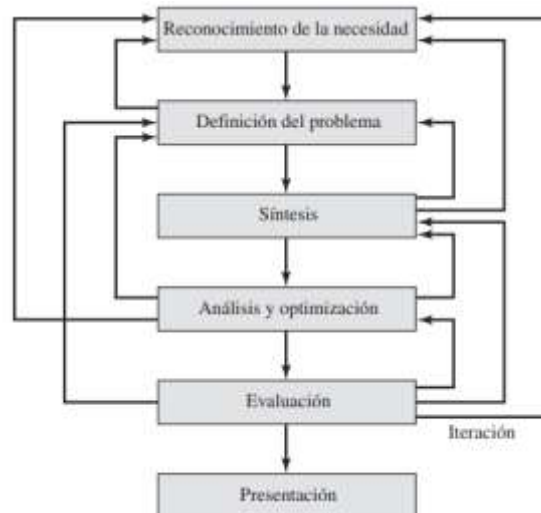 Reconocimiento de la necesidad
Definición del problema
Síntesis
Análisis y optimización
Evaluación
Iteración
Presentación